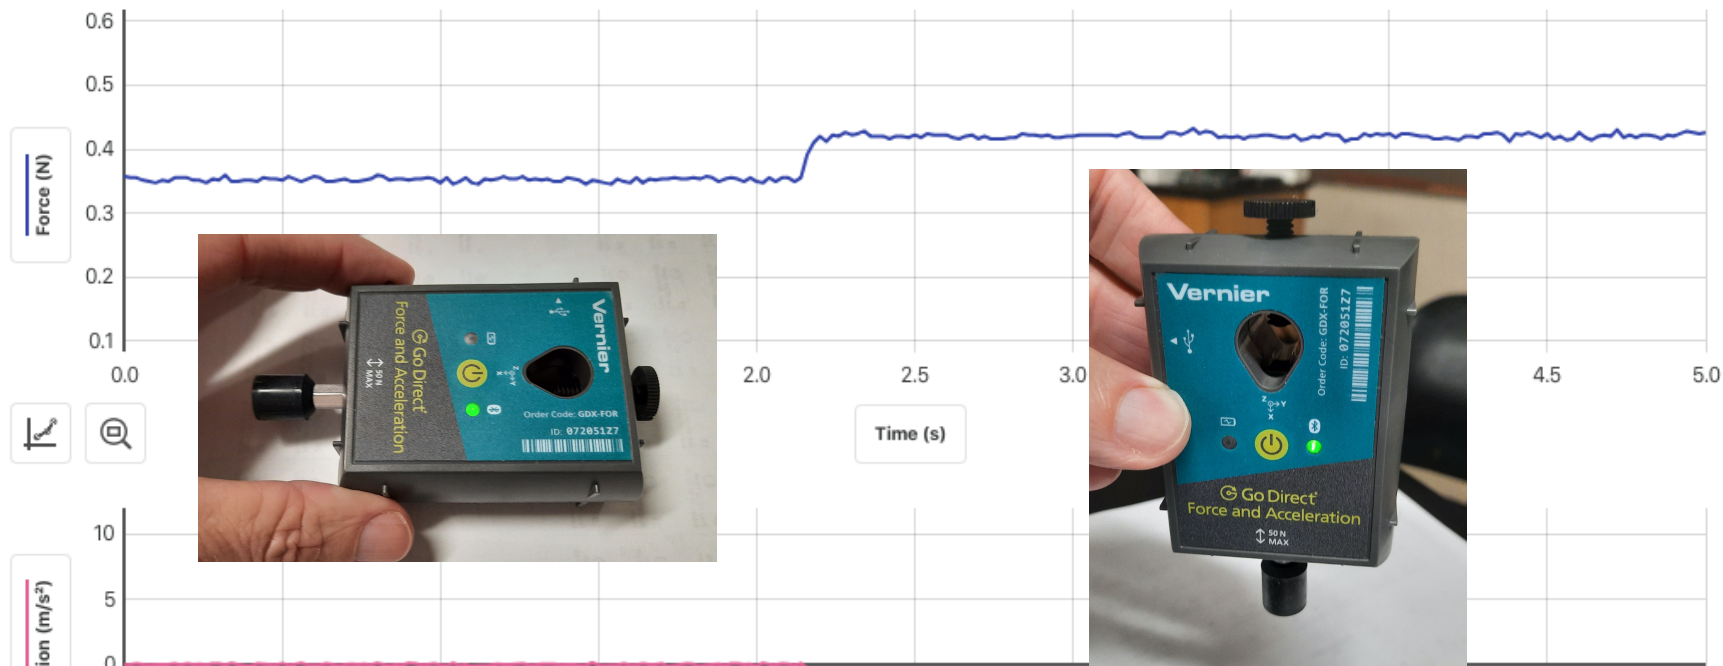 0.6
0.5
0.4
0.3
0.2
0.1
Force (N)
0.0
2.0
2.5
3.0
4.5
5.0
Time (s)
10
5
0
ion (m/s²)
Vernier
Go Direct®
Force and Acceleration
50 N
MAX
Z
Y
X
Order Code: GDX-FOR
ID: 072051Z7
Vernier
Order Code: GDX-FOR
ID: 072051Z7
Z
Y
X
Go Direct®
Force and Acceleration
50 N
MAX